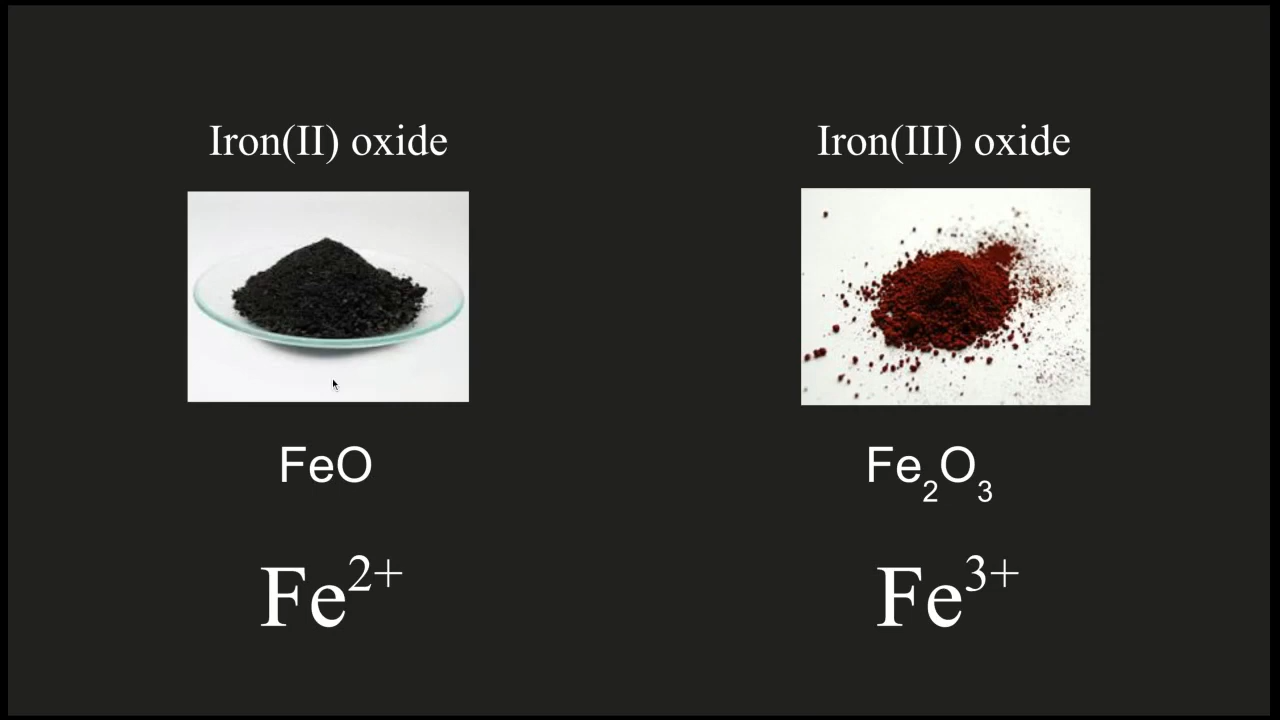 Iron(II) oxide
Iron(III) oxide
FeO
Fe₂O₃
Fe²⁺
Fe³⁺